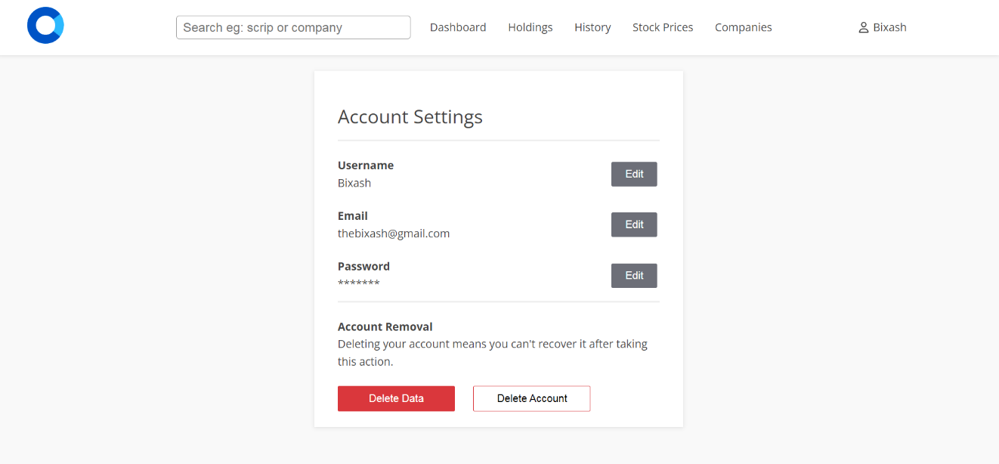 Search eg: scrip or company Dashboard Holdings History Stock Prices Companies Bixash
Account Settings
Username
Bixash
Edit
Email
thebixash@gmail.com
Edit
Password
*******
Edit
Account Removal
Deleting your account means you can't recover it after taking
this action.
Delete Data Delete Account